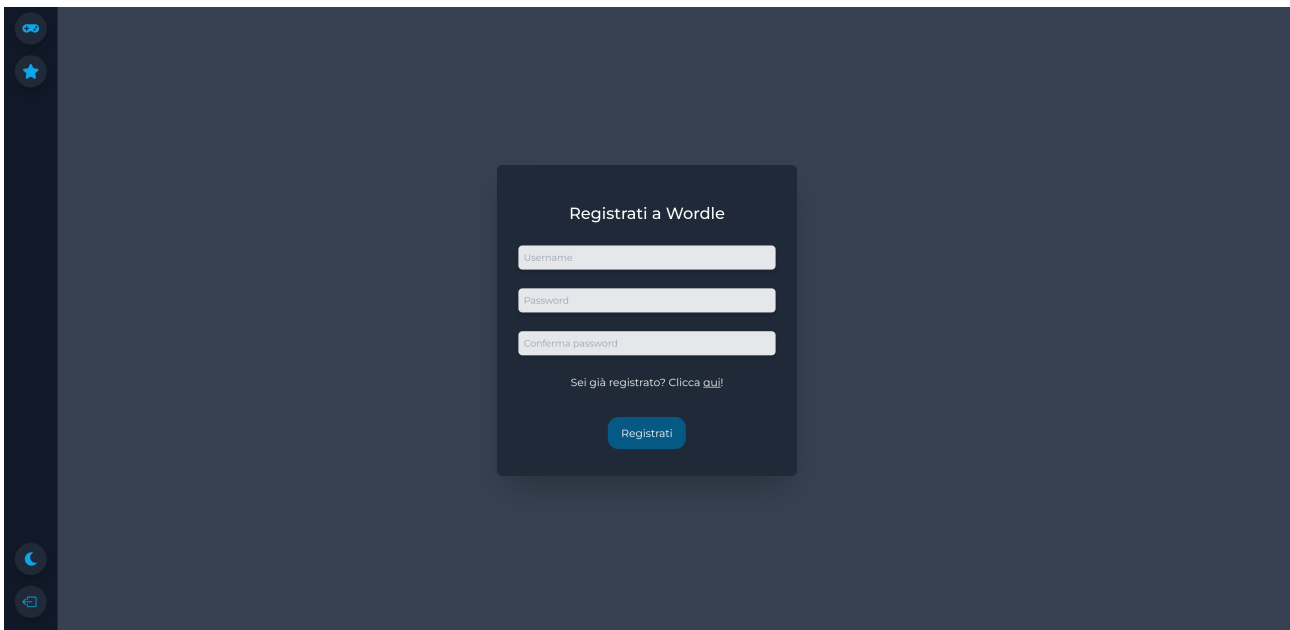 Registrati a Wordle
Username
Password
Conferma password
Sei già registrato? Clicca qui!
Registrati